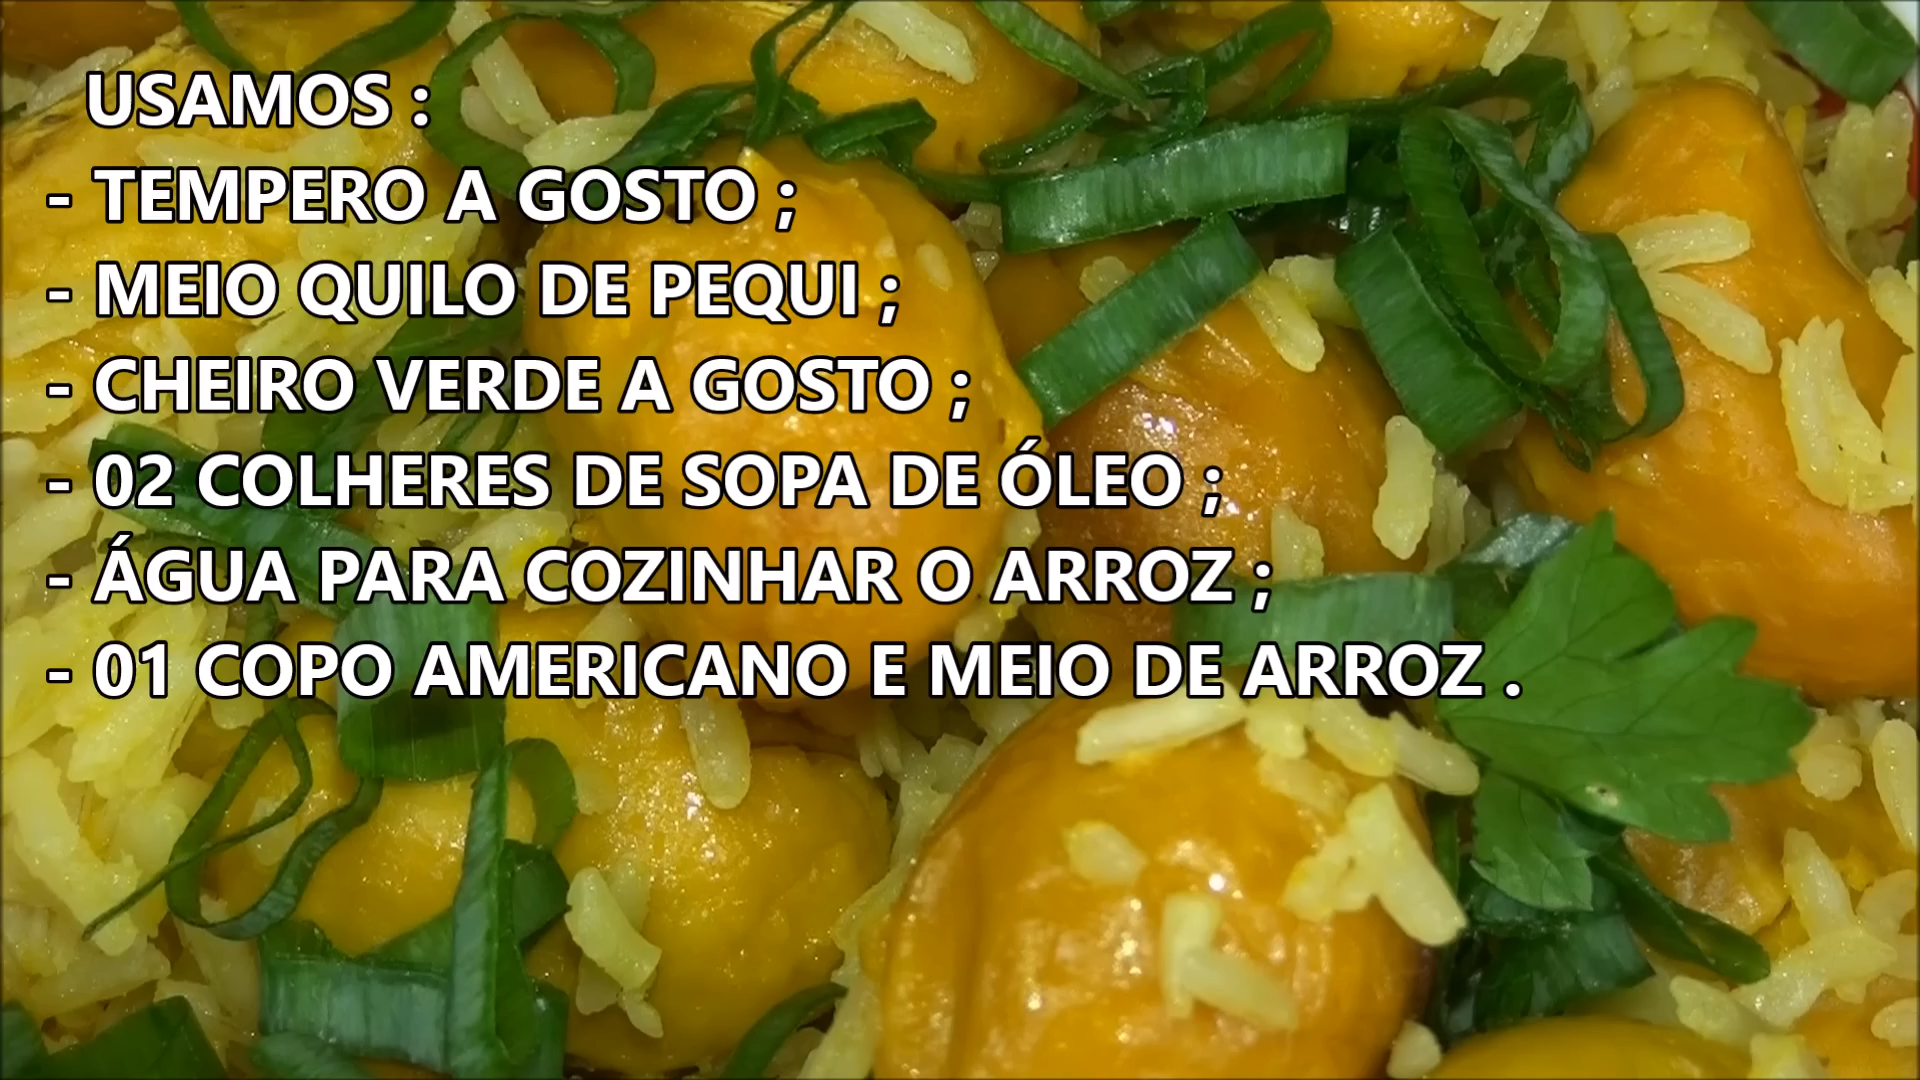 USAMOS :
- TEMPERO A GOSTO ;
- MEIO QUILO DE PEQUI ;
- CHEIRO VERDE A GOSTO ;
- 02 COLHERES DE SOPA DE ÓLEO ;
- ÁGUA PARA COZINHAR O ARROZ ;
- 01 COPO AMERICANO E MEIO DE ARROZ .